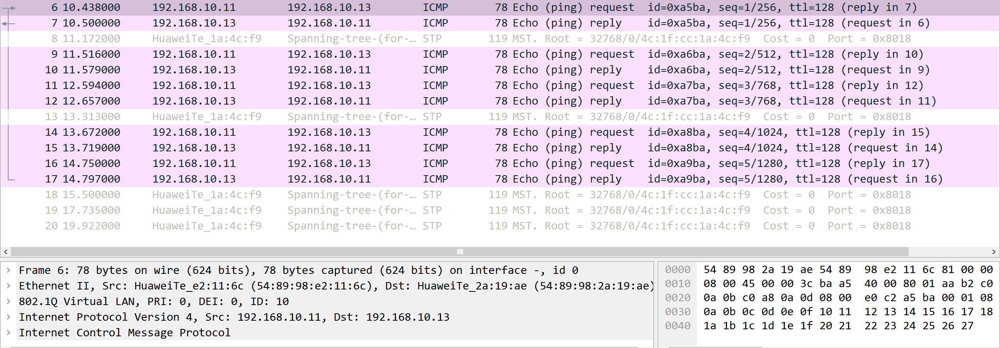 6 10.438000 192.168.10.11 192.168.10.13 ICMP 78 Echo (ping) request id=0xa5ba, seq=1/256, ttl=128 (reply in 7)
7 10.500000 192.168.10.13 192.168.10.11 ICMP 78 Echo (ping) reply id=0xa5ba, seq=1/256, ttl=128 (request in 6)
8 11.172000 HuaweiTe_1a:4c:f9 Spanning-tree-(for-… STP 119 MST. Root = 32768/0/4c:1f:cc:1a:4c:f9 Cost = 0 Port = 0x8018
9 11.516000 192.168.10.11 192.168.10.13 ICMP 78 Echo (ping) request id=0xa6ba, seq=2/512, ttl=128 (reply in 10)
10 11.579000 192.168.10.13 192.168.10.11 ICMP 78 Echo (ping) reply id=0xa6ba, seq=2/512, ttl=128 (request in 9)
11 12.594000 192.168.10.11 192.168.10.13 ICMP 78 Echo (ping) request id=0xa7ba, seq=3/768, ttl=128 (reply in 12)
12 12.657000 192.168.10.13 192.168.10.11 ICMP 78 Echo (ping) reply id=0xa7ba, seq=3/768, ttl=128 (request in 11)
13 13.313000 HuaweiTe_1a:4c:f9 Spanning-tree-(for-… STP 119 MST. Root = 32768/0/4c:1f:cc:1a:4c:f9 Cost = 0 Port = 0x8018
14 13.672000 192.168.10.11 192.168.10.13 ICMP 78 Echo (ping) request id=0xa8ba, seq=4/1024, ttl=128 (reply in 15)
15 13.719000 192.168.10.13 192.168.10.11 ICMP 78 Echo (ping) reply id=0xa8ba, seq=4/1024, ttl=128 (request in 14)
16 14.750000 192.168.10.11 192.168.10.13 ICMP 78 Echo (ping) request id=0xa9ba, seq=5/1280, ttl=128 (reply in 17)
17 14.797000 192.168.10.13 192.168.10.11 ICMP 78 Echo (ping) reply id=0xa9ba, seq=5/1280, ttl=128 (request in 16)
18 15.500000 HuaweiTe_1a:4c:f9 Spanning-tree-(for-… STP 119 MST. Root = 32768/0/4c:1f:cc:1a:4c:f9 Cost = 0 Port = 0x8018
19 17.735000 HuaweiTe_1a:4c:f9 Spanning-tree-(for-… STP 119 MST. Root = 32768/0/4c:1f:cc:1a:4c:f9 Cost = 0 Port = 0x8018
20 19.922000 HuaweiTe_1a:4c:f9 Spanning-tree-(for-… STP 119 MST. Root = 32768/0/4c:1f:cc:1a:4c:f9 Cost = 0 Port = 0x8018
Frame 6: 78 bytes on wire (624 bits), 78 bytes captured (624 bits) on interface -, id 0
Ethernet II, Src: HuaweiTe_e2:11:6c (54:89:98:e2:11:6c), Dst: HuaweiTe_2a:19:ae (54:89:98:2a:19:ae)
802.1Q Virtual LAN, PRI: 0, DEI: 0, ID: 10
Internet Protocol Version 4, Src: 192.168.10.11, Dst: 192.168.10.13
Internet Control Message Protocol
0000 54 89 98 2a 19 ae 54 89 98 e2 11 6c 81 00 00
0010 08 00 45 00 00 3c ba a5 40 00 80 01 aa b2 c0
0020 0a 0b c0 a8 0a 0d 08 00 e0 c2 a5 ba 00 01 08
0030 0a 0b 0c 0d 0e 0f 10 11 12 13 14 15 16 17 18
0040 1a 1b 1c 1d 1e 1f 20 21 22 23 24 25 26 27